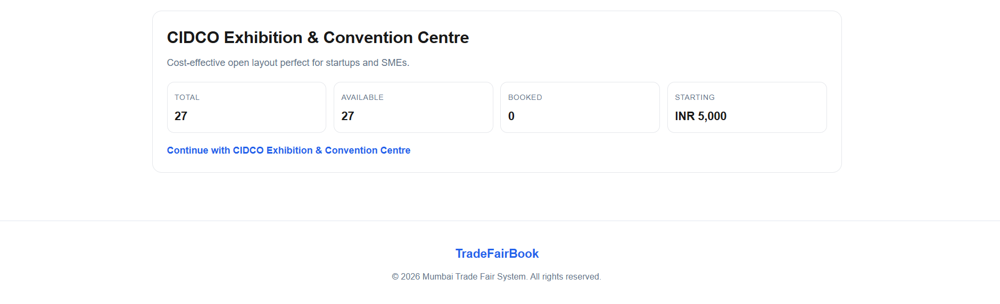 CIDCO Exhibition & Convention Centre
Cost-effective open layout perfect for startups and SMEs.
TOTAL
27
AVAILABLE
27
BOOKED
0
STARTING
INR 5,000
Continue with CIDCO Exhibition & Convention Centre
TradeFairBook
© 2026 Mumbai Trade Fair System. All rights reserved.